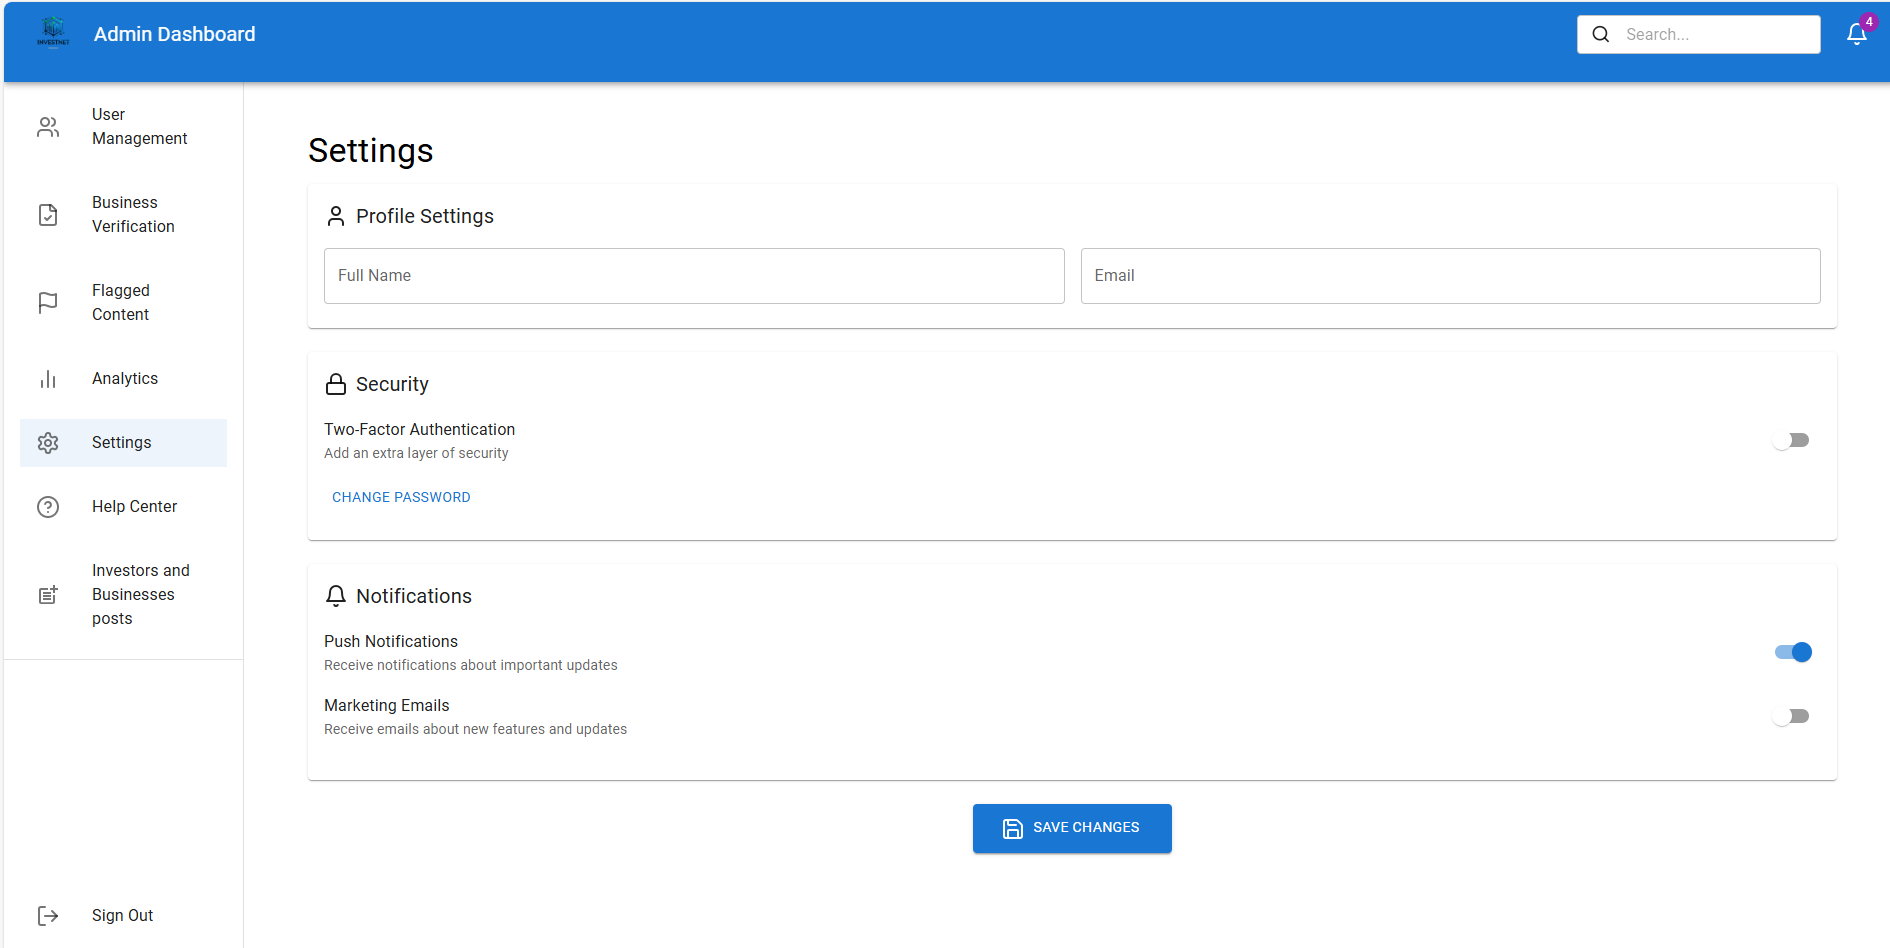 INVESTNET
Admin Dashboard
Search...
4
User
Management
Business
Verification
Flagged
Content
Analytics
Settings
Help Center
Investors and
Businesses
posts
Sign Out
Settings
Profile Settings
Full Name
Email
Security
Two-Factor Authentication
Add an extra layer of security
CHANGE PASSWORD
Notifications
Push Notifications
Receive notifications about important updates
Marketing Emails
Receive emails about new features and updates
SAVE CHANGES